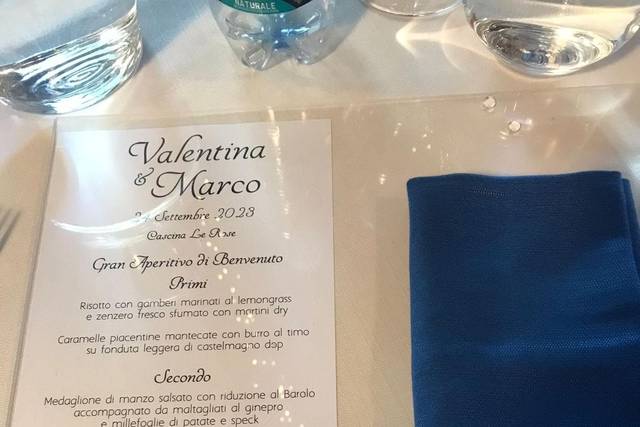 NATURALE
Valentina
& Marco
24 Settembre 2023
Cascina Le Rose
Gran Aperitivo di Benvenuto
Primi
Risotto con gamberi marinati al lemongrass
e zenzero fresco sfumato con martini dry
Caramelle piacentine mantecate con burro al timo
su fonduta leggera di castelmagno dop
Secondo
Medaglione di manzo salsato con riduzione al Barolo
accompagnato da maltagliati al ginepro
e millefoglie di patate e speck